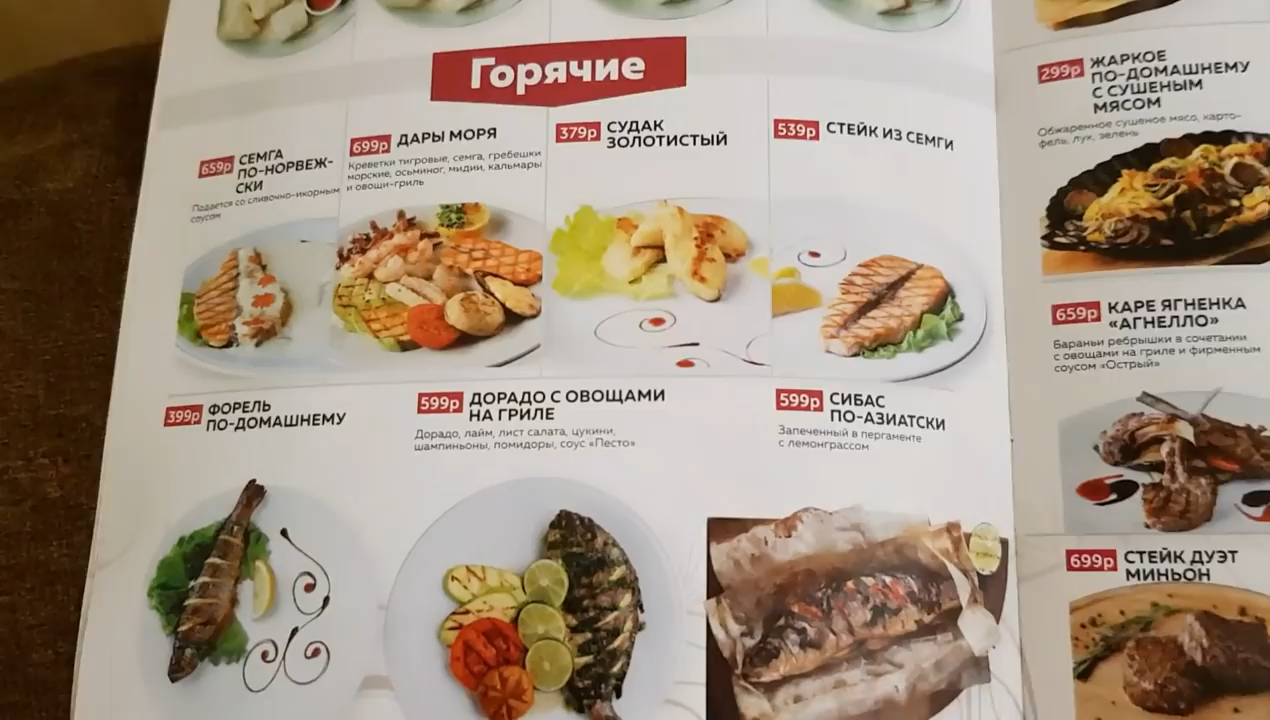 Горячие
659р СЕМГА
ПО-НОРВЕЖ-
СКИ
Подается со сливочно-икорным
соусом
699р ДАРЫ МОРЯ
Креветки тигровые, семга, гребешки
морские, осьминог, мидии, кальмары
и овощи-гриль
379р СУДАК
ЗОЛОТИСТЫЙ
539р СТЕЙК ИЗ СЕМГИ
399р ФОРЕЛЬ
ПО-ДОМАШНЕМУ
599р ДОРАДО С ОВОЩАМИ
НА ГРИЛЕ
Дорадо, лайм, лист салата, цукини,
шампиньоны, помидоры, соус «Песто»
599р СИБАС
ПО-АЗИАТСКИ
Запеченный в пергаменте
с лемонграссом
299р ЖАРКОЕ
ПО-ДОМАШНЕМУ
С СУШЕНЫМ
МЯСОМ
Обжаренное сушеное мясо, карто-
фель, лук, зелень
659р КАРЕ ЯГНЕНКА
«АГНЕЛЛО»
Бараньи ребрышки в сочетании
с овощами на гриле и фирменным
соусом «Острый»
699р СТЕЙК ДУЭТ
МИНЬОН